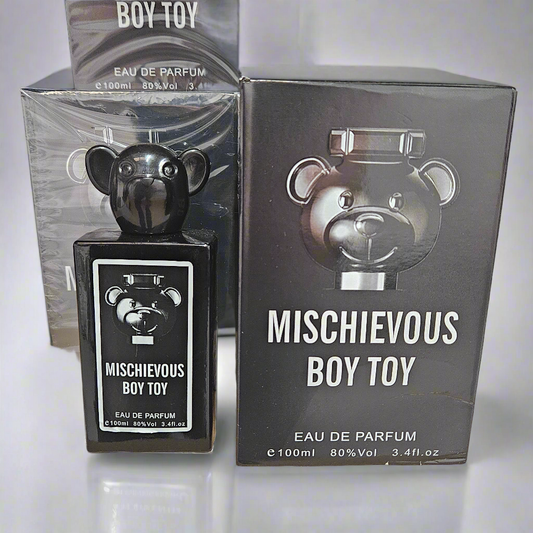 BOY TOY
EAU DE PARFUM
e100ml 80%Vol 3.4
MISCHIEVOUS
BOY TOY
EAU DE PARFUM
e100ml 80%Vol 3.4fl.oz
MISCHIEVOUS
BOY TOY
EAU DE PARFUM
e100ml 80%Vol 3.4fl.oz